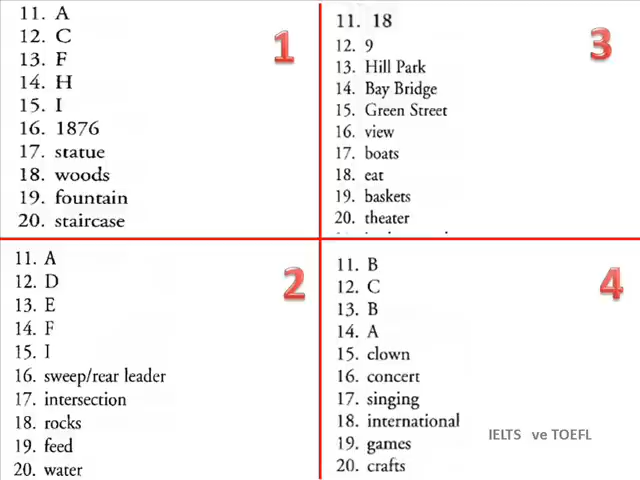 11. A
12. C
13. F
14. H
15. I
16. 1876
17. statue
18. woods
19. fountain
20. staircase
1
11. 18
12. 9
13. Hill Park
14. Bay Bridge
15. Green Street
16. view
17. boats
18. eat
19. baskets
20. theater
3
11. A
12. D
13. E
14. F
15. I
16. sweep/rear leader
17. intersection
18. rocks
19. feed
20. water
2
11. B
12. C
13. B
14. A
15. clown
16. concert
17. singing
18. international
19. games
20. crafts
4
IELTS ve TOEFL